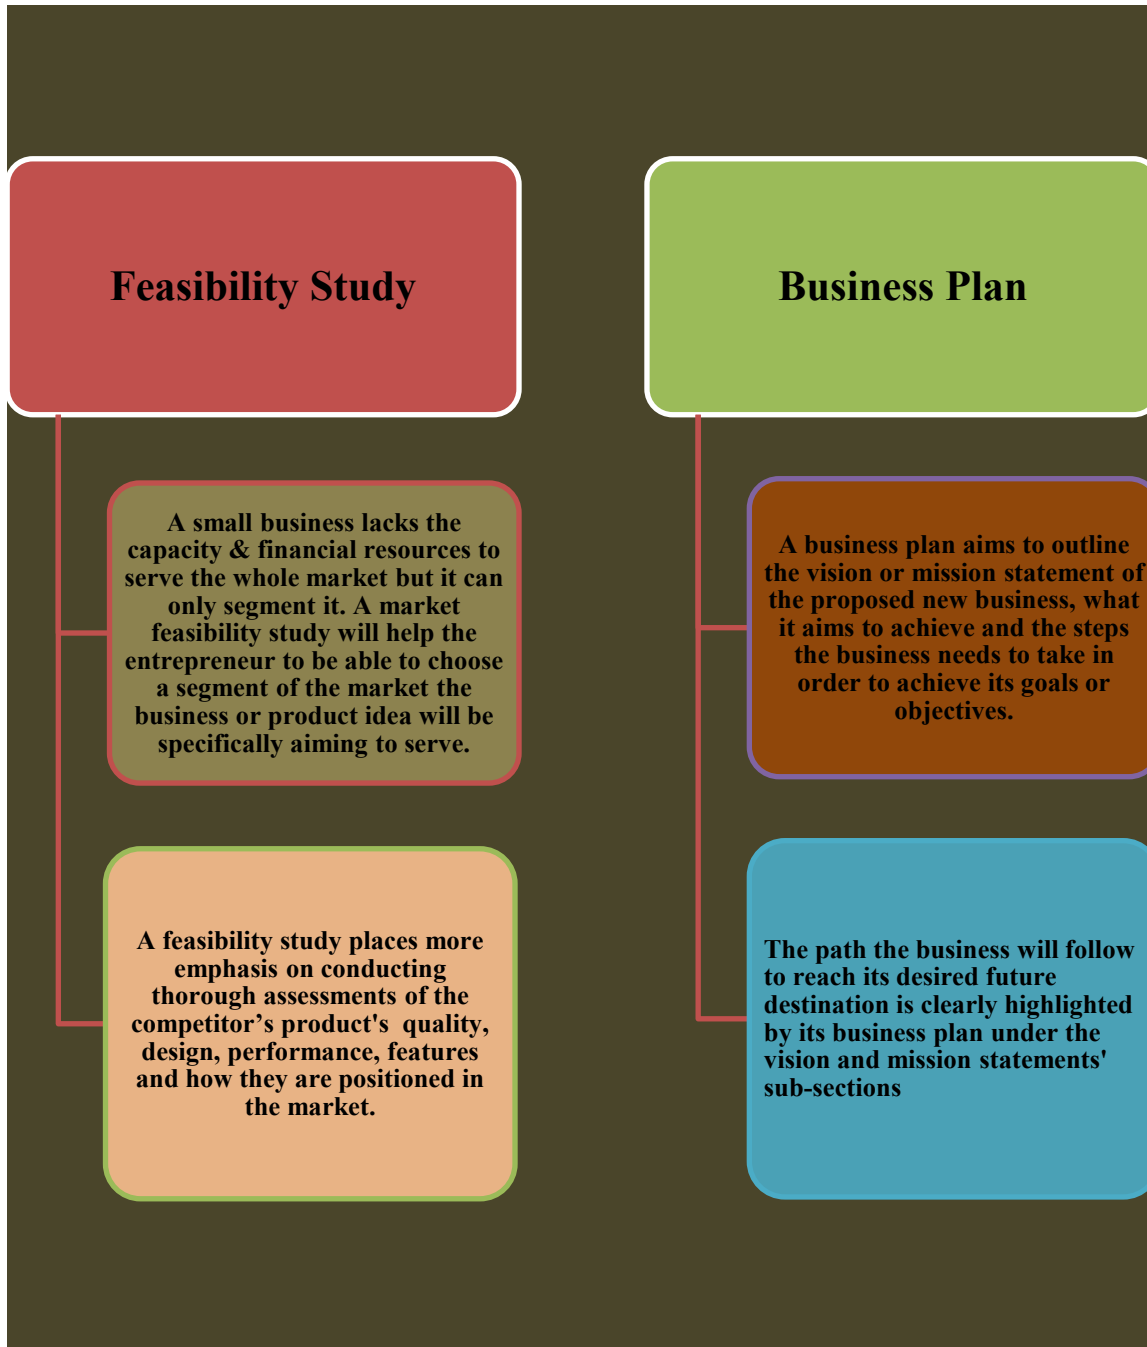 Feasibility Study
A small business lacks the
capacity & financial resources to
serve the whole market but it can
only segment it. A market
feasibility study will help the
entrepreneur to be able to choose
a segment of the market the
business or product idea will be
specifically aiming to serve.
A feasibility study places more
emphasis on conducting
thorough assessments of the
competitor’s product's  quality,
design, performance, features
and how they are positioned in
the market.
Business Plan
A business plan aims to outline
the vision or mission statement of
the proposed new business, what
it aims to achieve and the steps
the business needs to take in
order to achieve its goals or
objectives.
The path the business will follow
to reach its desired future
destination is clearly highlighted
by its business plan under the
vision and mission statements'
sub-sections